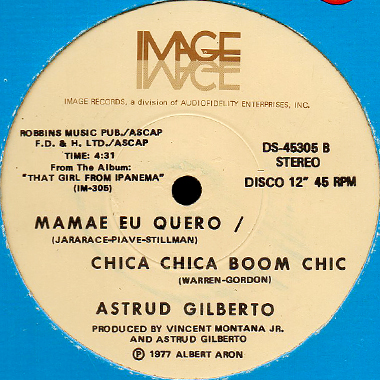 IMAGE
IMAGE
IMAGE RECORDS, a division of AUDIOFIDELITY ENTERPRISES, INC.
ROBBINS MUSIC PUB./ASCAP
F.D. & H. LTD./ASCAP
TIME: 4:31
From The Album:
"THAT GIRL FROM IPANEMA"
(IM-305)
DS-45305 B
STEREO
DISCO 12" 45 RPM
MAMAE EU QUERO /
(JARARACE-PIAVE-STILLMAN)
CHICA CHICA BOOM CHIC
(WARREN-GORDON)
ASTRUD GILBERTO
PRODUCED BY VINCENT MONTANA JR.
AND ASTRUD GILBERTO
Ⓟ 1977 ALBERT ARON